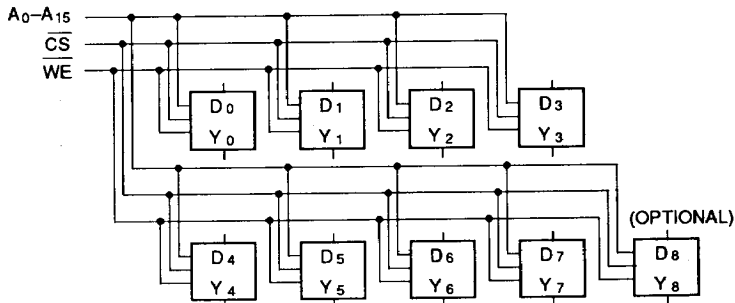 A0–A15
CS
WE
D0 D1 D2 D3
Y0 Y1 Y2 Y3
(OPTIONAL)
D4 D5 D6 D7 D8
Y4 Y5 Y6 Y7 Y8